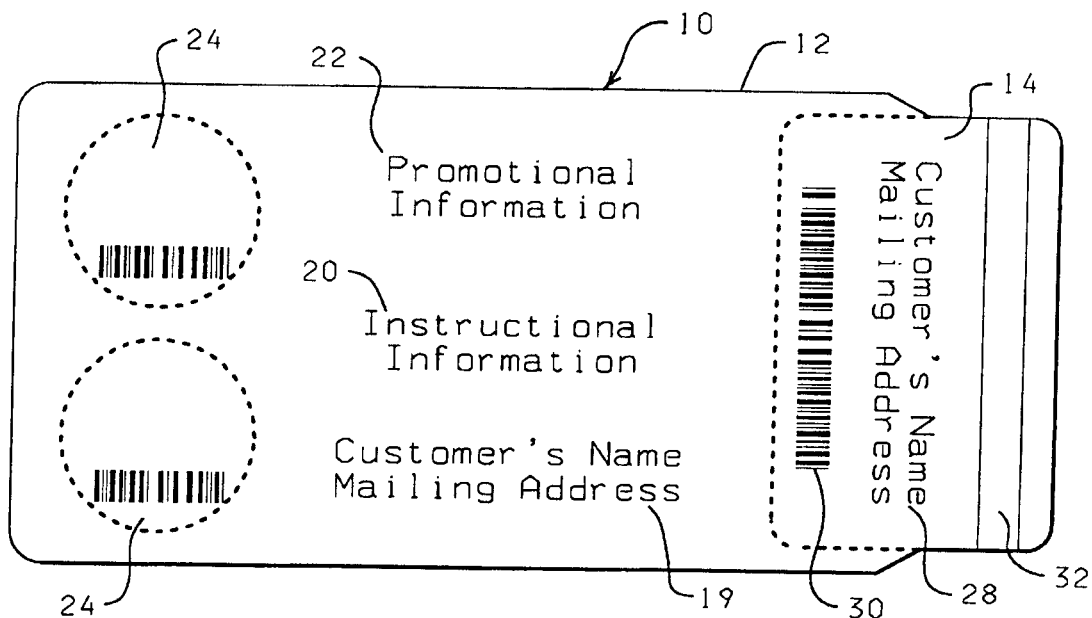 24
22
10
12
14
Promotional
Information
Customer's Name
Mailing Address
20
Instructional
Information
Customer's Name
Mailing Address
24
19
30
28
32